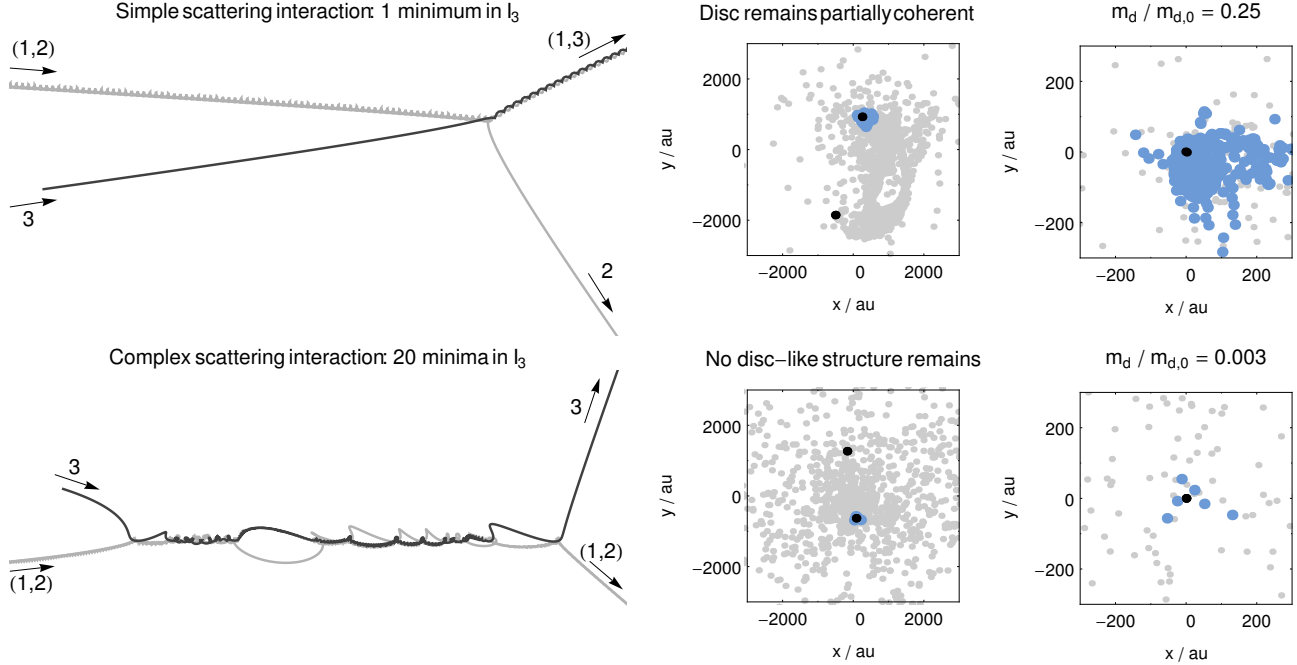 Simple scattering interaction: 1 minimum in I3
(1,2)
3
(1,3)
2
Disc remains partially coherent
y / au
2000
0
−2000
−2000
0
2000
x / au
md / md,0 = 0.25
y / au
200
0
−200
−200
0
200
x / au
Complex scattering interaction: 20 minima in I3
3
(1,2)
3
(1,2)
No disc−like structure remains
y / au
2000
0
−2000
−2000
0
2000
x / au
md / md,0 = 0.003
y / au
200
0
−200
−200
0
200
x / au